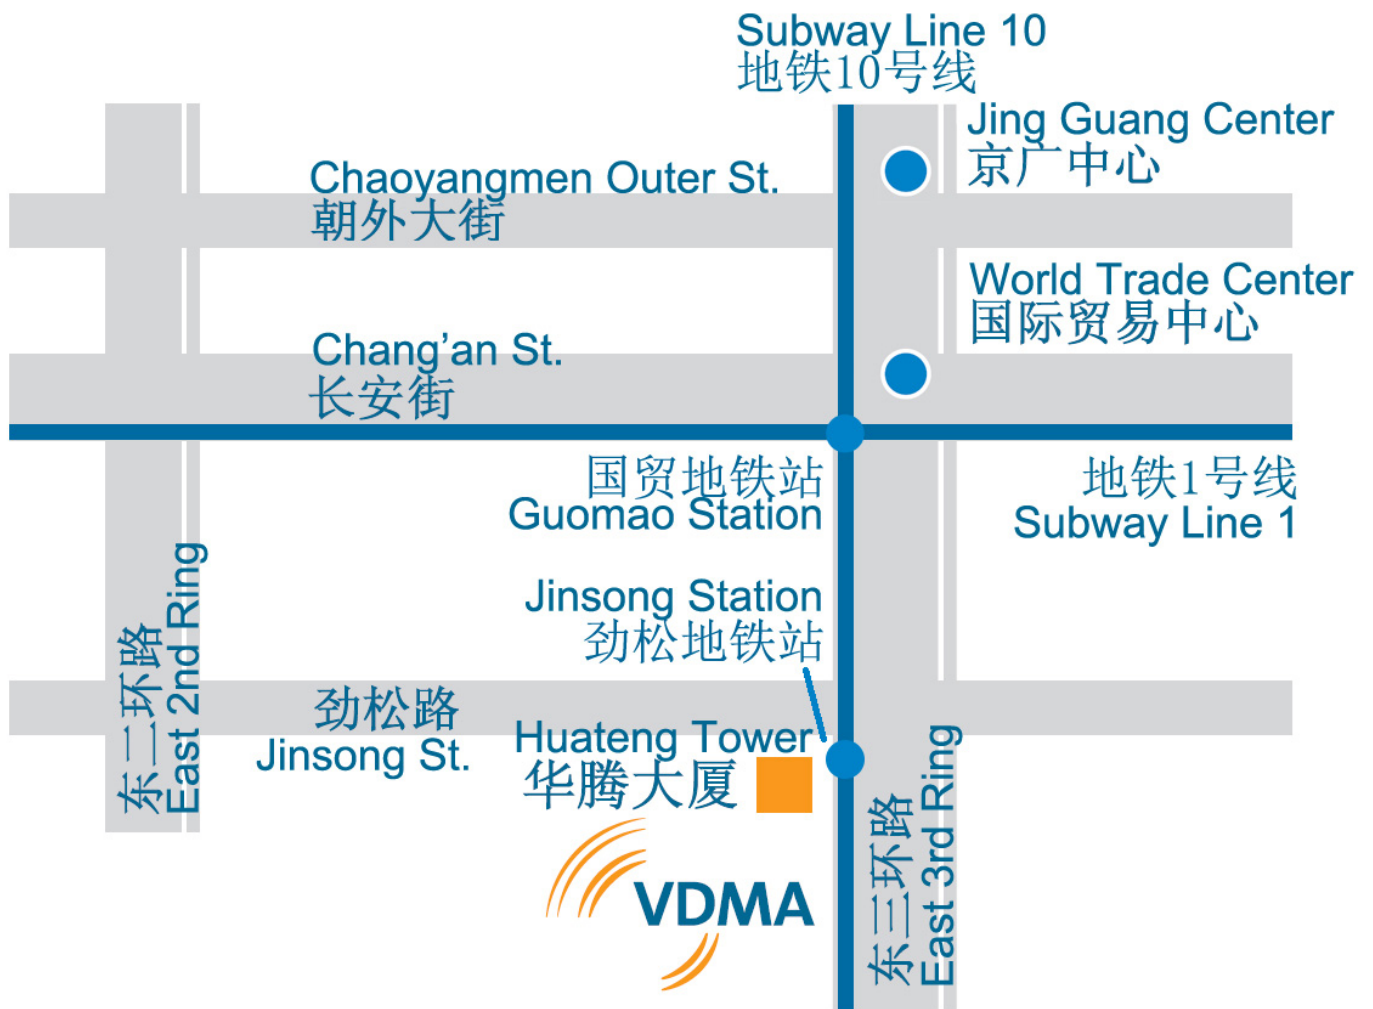 Subway Line 10
地铁10号线
Jing Guang Center
京广中心
Chaoyangmen Outer St.
朝外大街
World Trade Center
国际贸易中心
Chang’an St.
长安街
国贸地铁站
Guomao Station
地铁1号线
Subway Line 1
Jinsong Station
劲松地铁站
东二环路
East 2nd Ring
劲松路
Jinsong St.
Huateng Tower
华腾大厦
东三环路
East 3rd Ring
VDMA